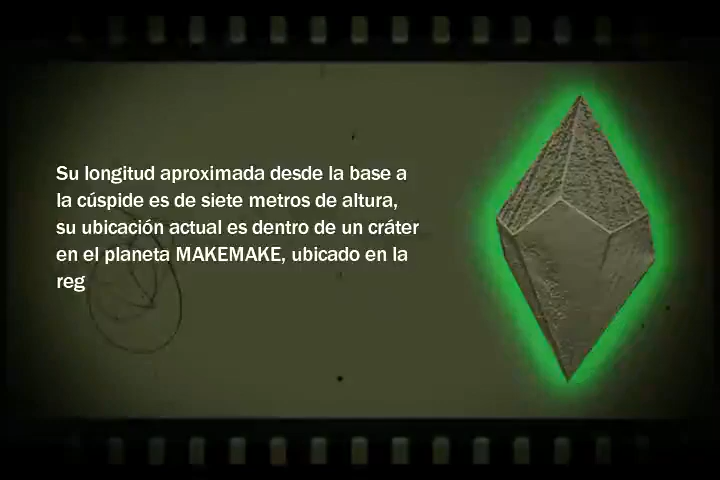 Su longitud aproximada desde la base a
la cúspide es de siete metros de altura,
su ubicación actual es dentro de un cráter
en el planeta MAKEMAKE, ubicado en la
reg